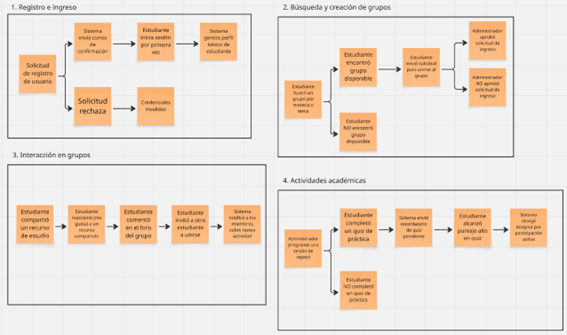 1. Registro e ingreso
Solicitud
de registro
de usuario
Sistema
envía correo
de
confirmación
Estudiante
inicia sesión
por primera
vez
Sistema
genera perfil
básico de
estudiante
Solicitud
rechaza
Credenciales
invalidos
2. Búsqueda y creación de grupos
Estudiante
buscó un
grupo por
materia o
tema
Estudiante
encontró
grupo
disponible
Estudiante
envió solicitud
para unirse al
grupo
Administrador
aprobó
solicitud de
ingreso
Administrador
NO aprobó
solicitud de
ingreso
Estudiante
NO encontró
grupo
disponible
3. Interacción en grupos
Estudiante
compartió
un recurso
de estudio
Estudiante
reaccionó (me
gusta) a un
recurso
compartido
Estudiante
comentó
en el foro
del grupo
Estudiante
invitó a otro
estudiante
a unirse
Sistema
notificó a los
miembros
sobre nueva
actividad
4. Actividades académicas
Administrador
programó una
sesión de
repaso
Estudiante
completó
un quiz de
práctica
Sistema envió
recordatorio
de quiz
pendiente
Estudiante
alcanzó
puntaje alto
en quiz
Sistema
otorgó
insignia por
participación
activa
Estudiante
NO completó
un quiz de
práctica